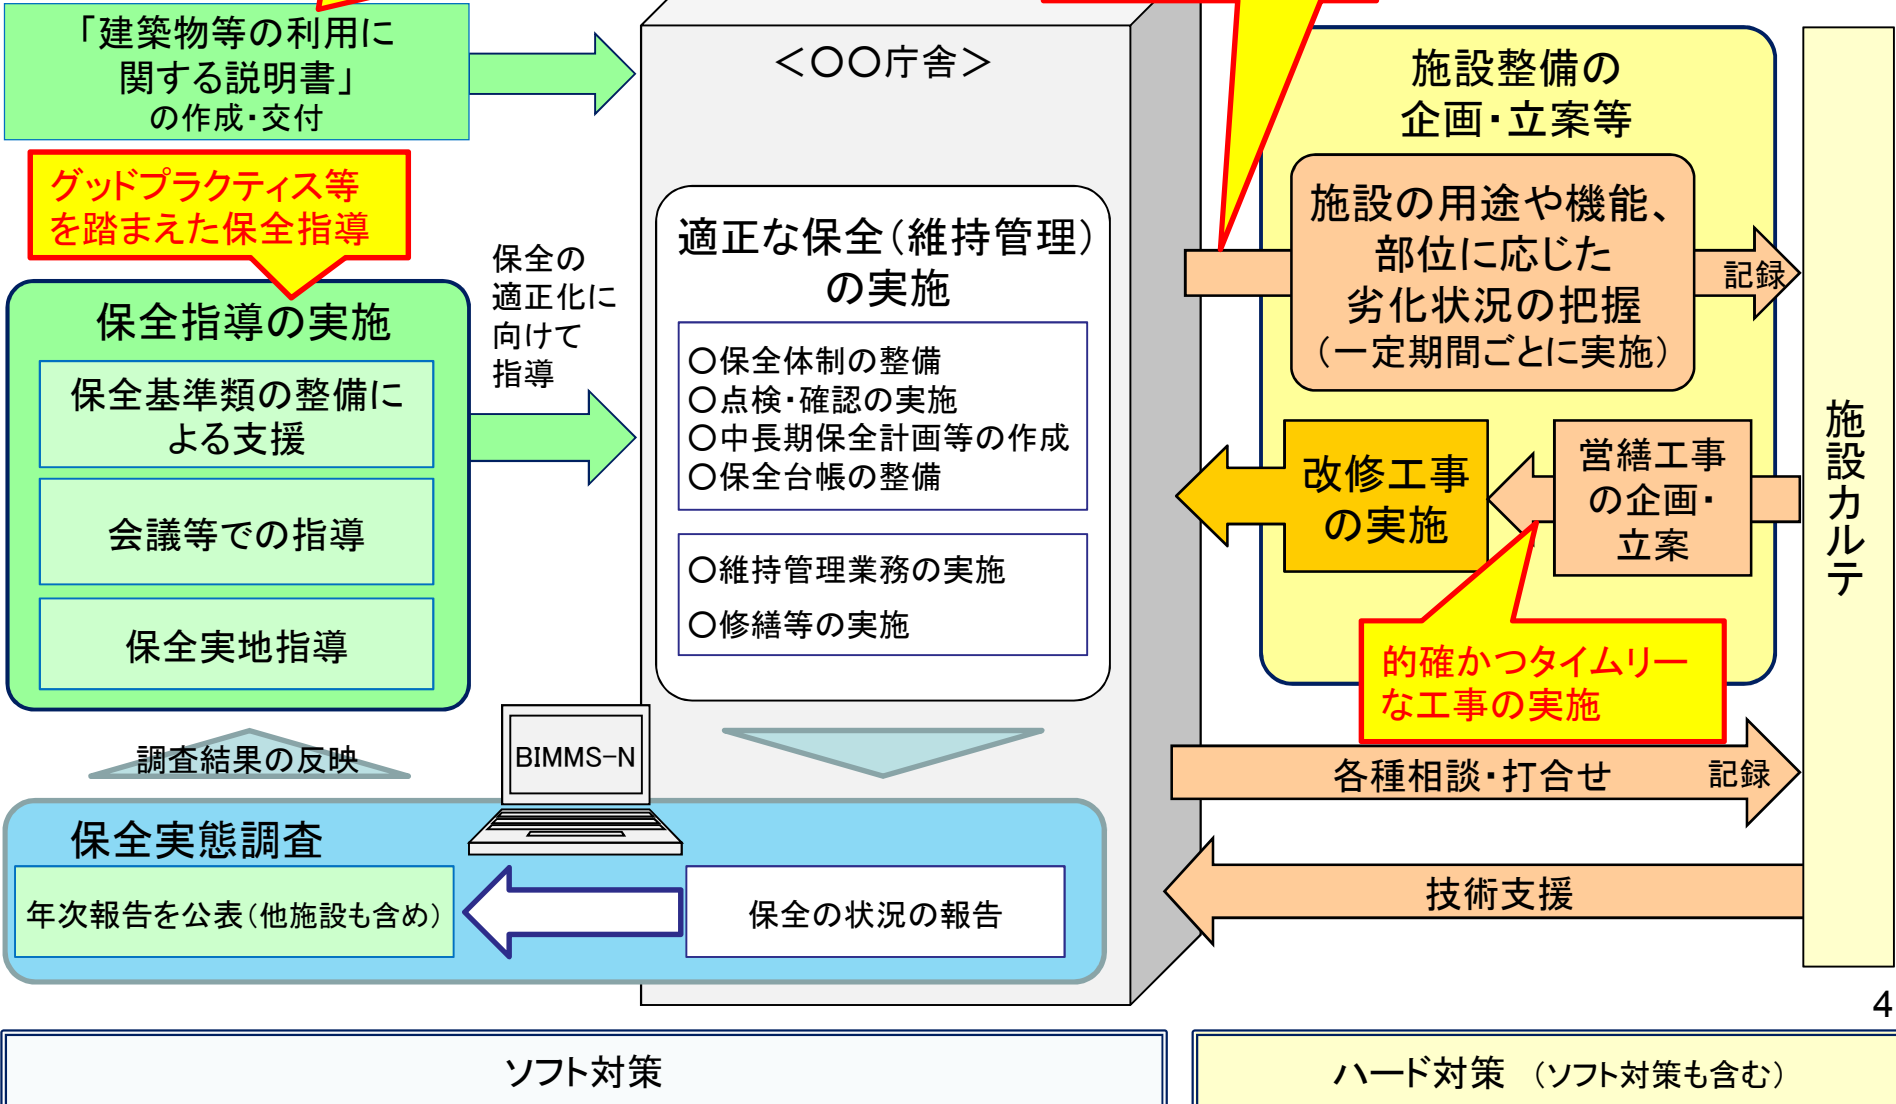 「建築物等の利用に
関する説明書」
の作成・交付
グッドプラクティス等
を踏まえた保全指導
保全指導の実施
保全基準類の整備に
よる支援
会議等での指導
保全実地指導
保全の
適正化に
向けて
指導
調査結果の反映
BIMMS-N
保全実態調査
年次報告を公表(他施設も含め)
保全の状況の報告
＜〇〇庁舎＞
適正な保全(維持管理)
の実施
〇保全体制の整備
〇点検・確認の実施
〇中長期保全計画等の作成
〇保全台帳の整備
〇維持管理業務の実施
〇修繕等の実施
施設整備の
企画・立案等
施設の用途や機能、
部位に応じた
劣化状況の把握
(一定期間ごとに実施)
記録
改修工事
の実施
営繕工事
の企画・
立案
的確かつタイムリー
な工事の実施
各種相談・打合せ
記録
技術支援
施設カルテ
4
ソフト対策
ハード対策 (ソフト対策も含む)